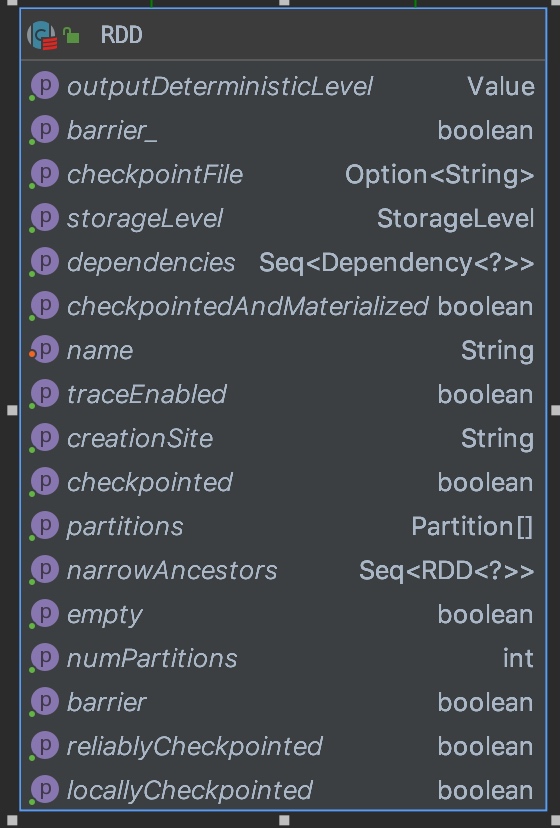 RDD
outputDeterministicLevel Value
barrier_ boolean
checkpointFile Option<String>
storageLevel StorageLevel
dependencies Seq<Dependency<?>>
checkpointedAndMaterialized boolean
name String
traceEnabled boolean
creationSite String
checkpointed boolean
partitions Partition[]
narrowAncestors Seq<RDD<?>>
empty boolean
numPartitions int
barrier boolean
reliablyCheckpointed boolean
locallyCheckpointed boolean